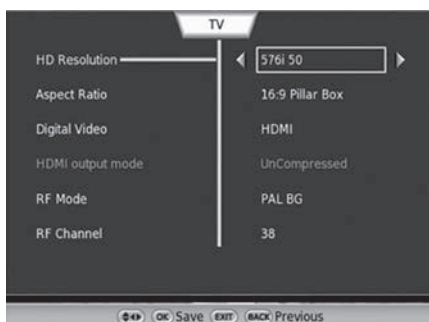 TV
HD Resolution 576i 50
Aspect Ratio 16:9 Pillar Box
Digital Video HDMI
HDMI output mode UnCompressed
RF Mode PAL BG
RF Channel 38
OK Save EXIT BACK Previous